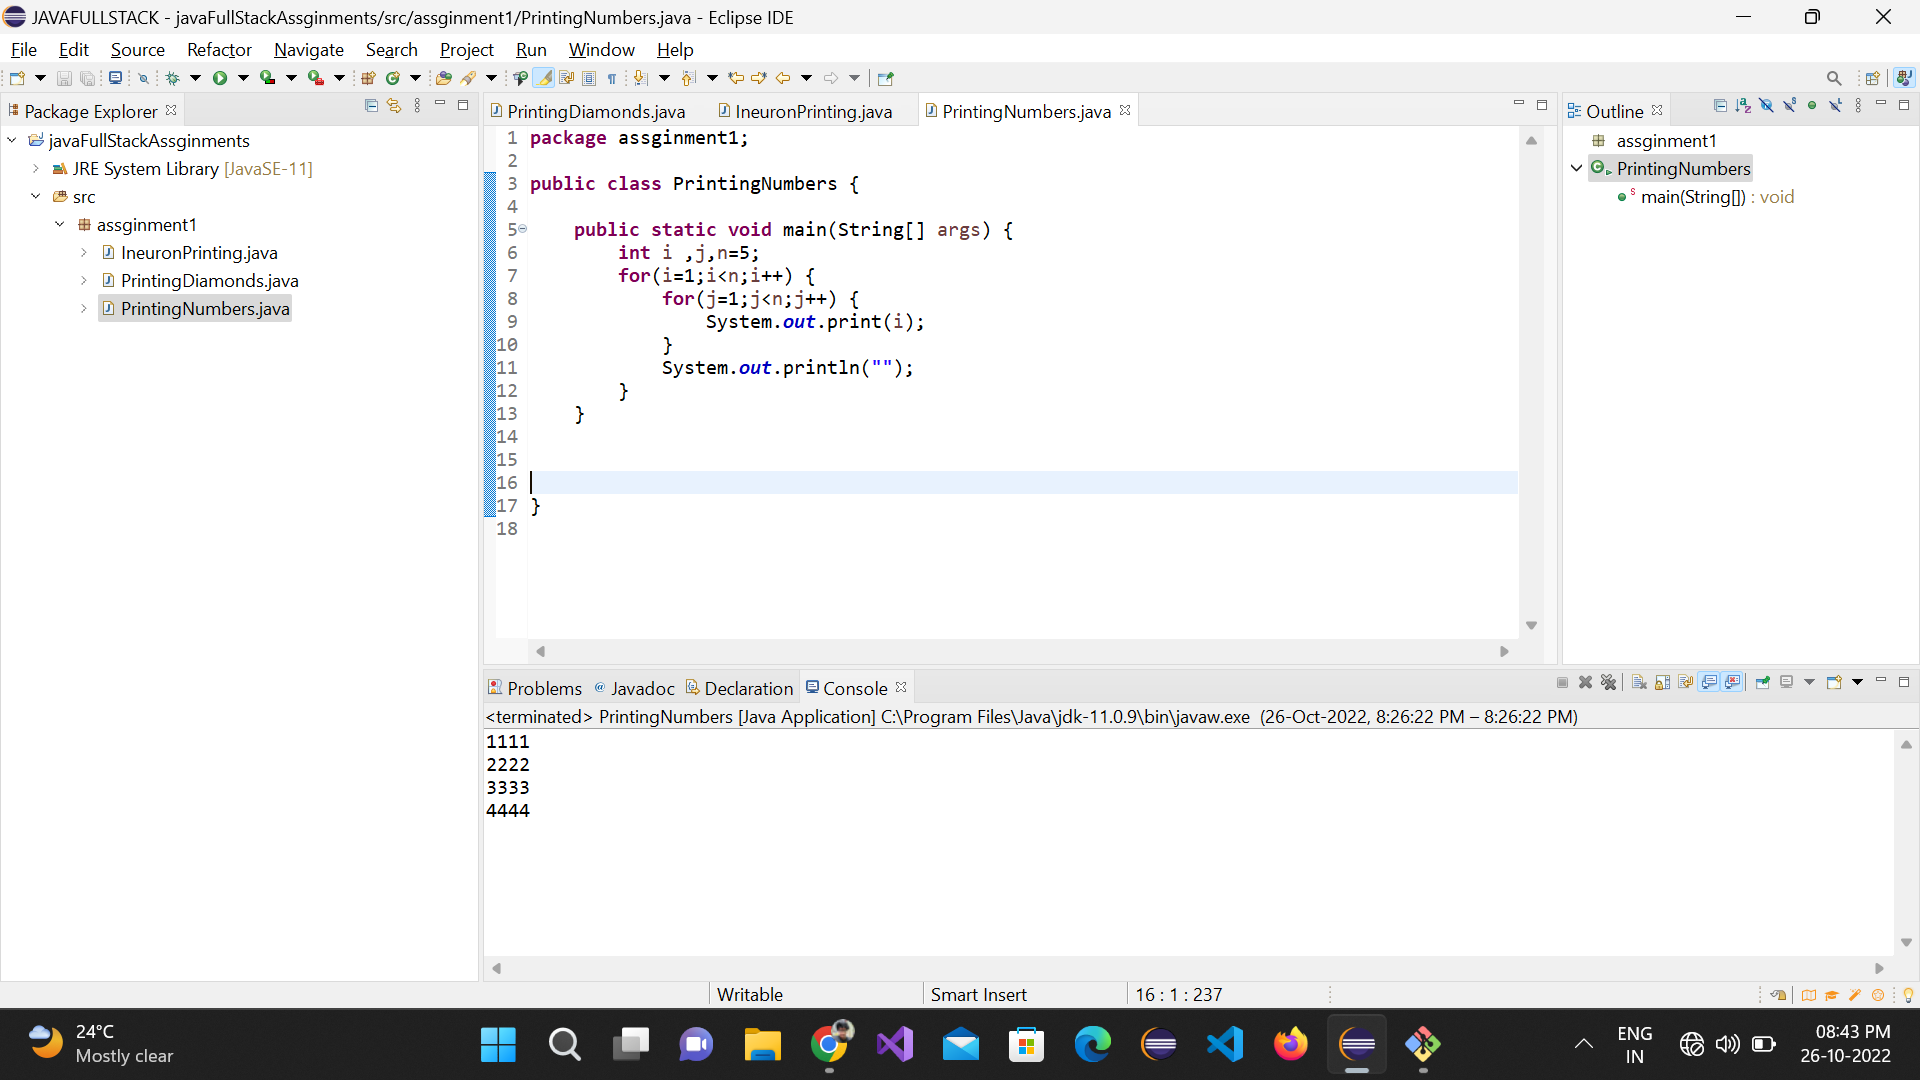 JAVAFULLSTACK - javaFullStackAssginments/src/assginment1/PrintingNumbers.java - Eclipse IDE
File Edit Source Refactor Navigate Search Project Run Window Help
Package Explorer
javaFullStackAssginments
JRE System Library [JavaSE-11]
src
assginment1
IneuronPrinting.java
PrintingDiamonds.java
PrintingNumbers.java
PrintingDiamonds.java IneuronPrinting.java PrintingNumbers.java
1 package assginment1;
2
3 public class PrintingNumbers {
4
5 public static void main(String[] args) {
6 int i ,j,n=5;
7 for(i=1;i<n;i++) {
8 for(j=1;j<n;j++) {
9 System.out.print(i);
10 }
11 System.out.println("");
12 }
13 }
14
15
16
17 }
18
Outline
assginment1
PrintingNumbers
main(String[]) : void
Problems @ Javadoc Declaration Console
<terminated> PrintingNumbers [Java Application] C:\Program Files\Java\jdk-11.0.9\bin\javaw.exe (26-Oct-2022, 8:26:22 PM – 8:26:22 PM)
1111
2222
3333
4444
Writable Smart Insert 16 : 1 : 237
24°C
Mostly clear
ENG
IN
08:43 PM
26-10-2022